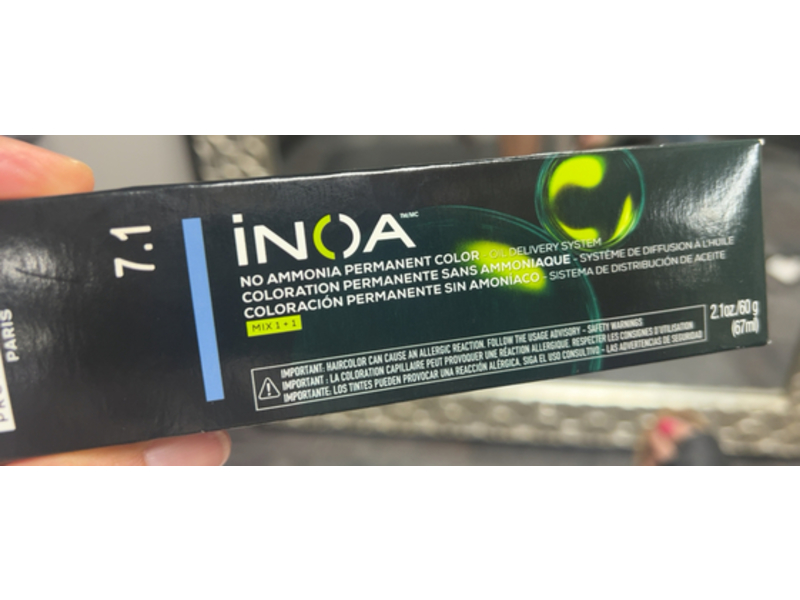 PARIS
7.1
iNOA TM/MC
NO AMMONIA PERMANENT COLOR - OIL DELIVERY SYSTEM
COLORATION PERMANENTE SANS AMMONIAQUE - SYSTÈME DE DIFFUSION À L'HUILE
COLORACIÓN PERMANENTE SIN AMONÍACO - SISTEMA DE DISTRIBUCIÓN DE ACEITE
MIX 1 + 1
IMPORTANT: HAIRCOLOR CAN CAUSE AN ALLERGIC REACTION. FOLLOW THE USAGE ADVISORY - SAFETY WARNINGS
IMPORTANT : LA COLORATION CAPILLAIRE PEUT PROVOQUER UNE RÉACTION ALLERGIQUE. RESPECTER LES CONSIGNES D'UTILISATION
IMPORTANTE: LOS TINTES PUEDEN PROVOCAR UNA REACCIÓN ALÉRGICA. SIGA EL USO CONSULTIVO - LAS ADVERTENCIAS DE SEGURIDAD
2.1oz./60 g
(67ml)